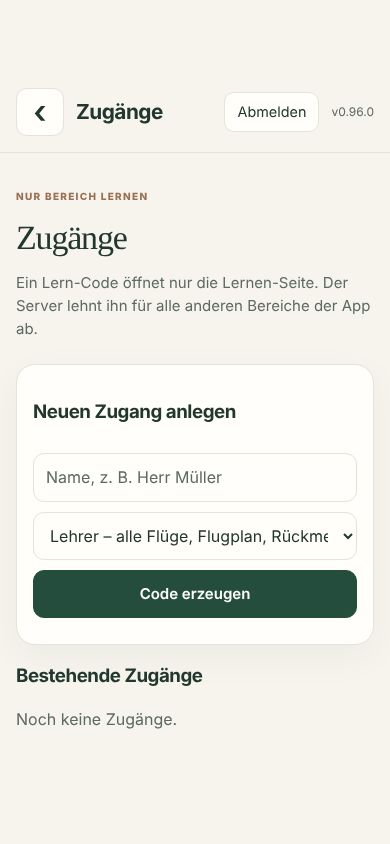 Zugänge
Abmelden
v0.96.0
NUR BEREICH LERNEN
Zugänge
Ein Lern-Code öffnet nur die Lernen-Seite. Der
Server lehnt ihn für alle anderen Bereiche der App
ab.
Neuen Zugang anlegen
Name, z. B. Herr Müller
Lehrer – alle Flüge, Flugplan, Rückme
Code erzeugen
Bestehende Zugänge
Noch keine Zugänge.